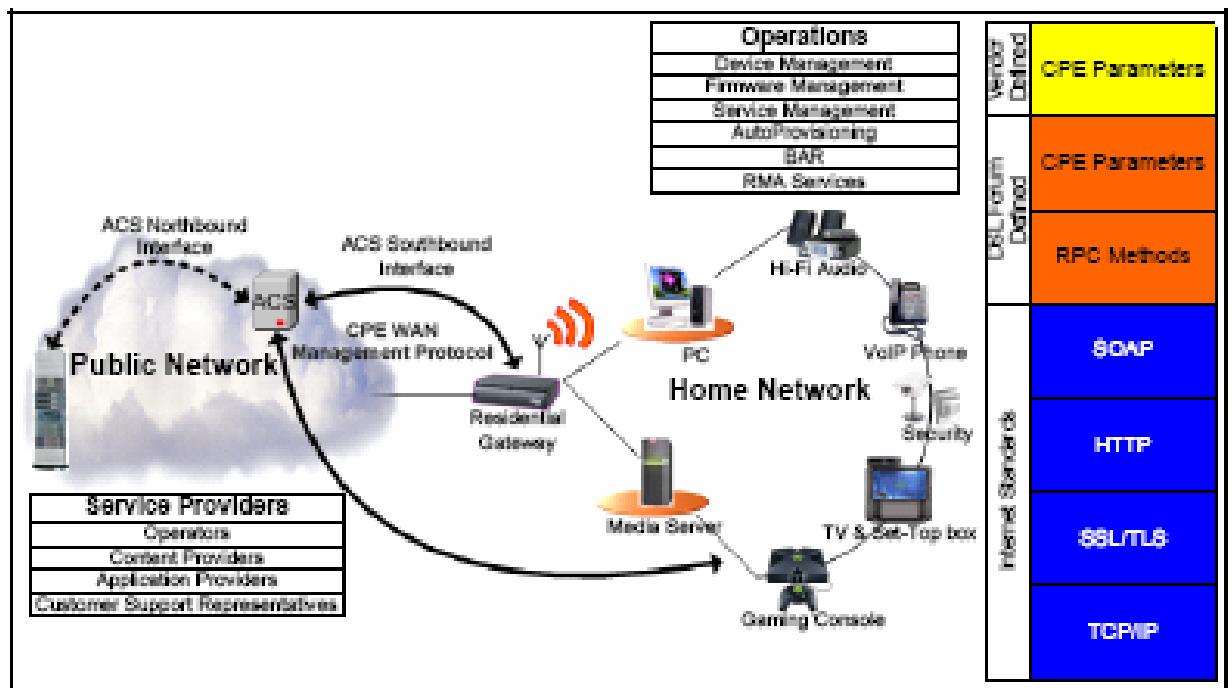 Operations
Device Management
Firmware Management
Service Management
AutoProvisioning
BAR
RMA Services
Vendor
Defined
CPE Parameters
DSL Forum
Defined
CPE Parameters
RPC Methods
Internet Standards
SOAP
HTTP
SSL/TLS
TCP/IP
ACS Northbound
Interface
ACS Southbound
Interface
ACS
CPE WAN
Management Protocol
Public Network
Residential
Gateway
Home Network
Hi-Fi Audio
PC
VoIP Phone
Security
Media Server
TV & Set-Top box
Gaming Console
Service Providers
Operators
Content Providers
Application Providers
Customer Support Representatives